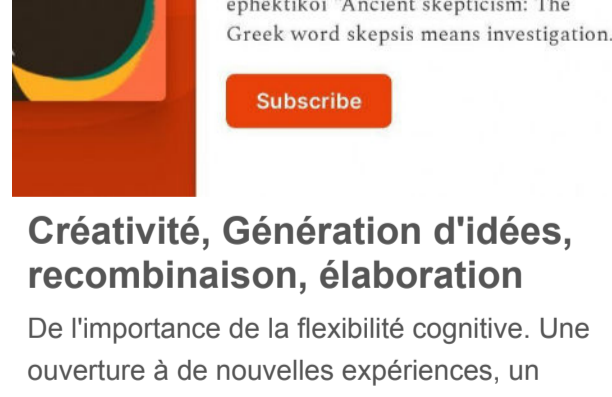 ephektikoi "Ancient skepticism: The
Greek word skepsis means investigation.
Subscribe
Créativité, Génération d'idées,
recombinaison, élaboration
De l'importance de la flexibilité cognitive. Une
ouverture à de nouvelles expériences, un